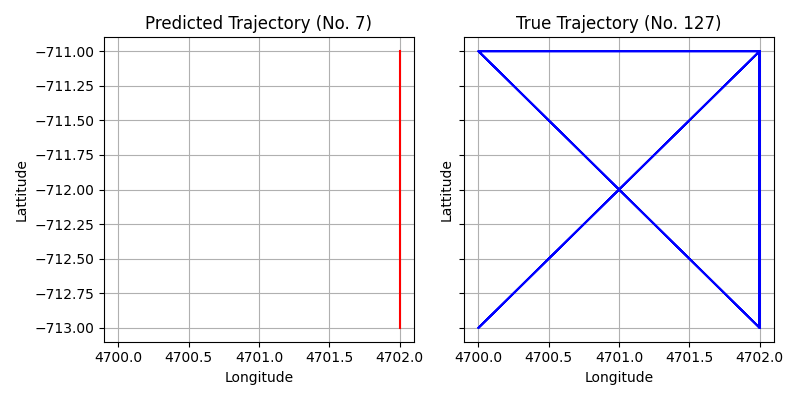 Predicted Trajectory (No. 7)
−711.00
−711.25
−711.50
−711.75
−712.00
−712.25
−712.50
−712.75
−713.00
Lattitude
4700.0 4700.5 4701.0 4701.5 4702.0
Longitude
True Trajectory (No. 127)
Lattitude
4700.0 4700.5 4701.0 4701.5 4702.0
Longitude